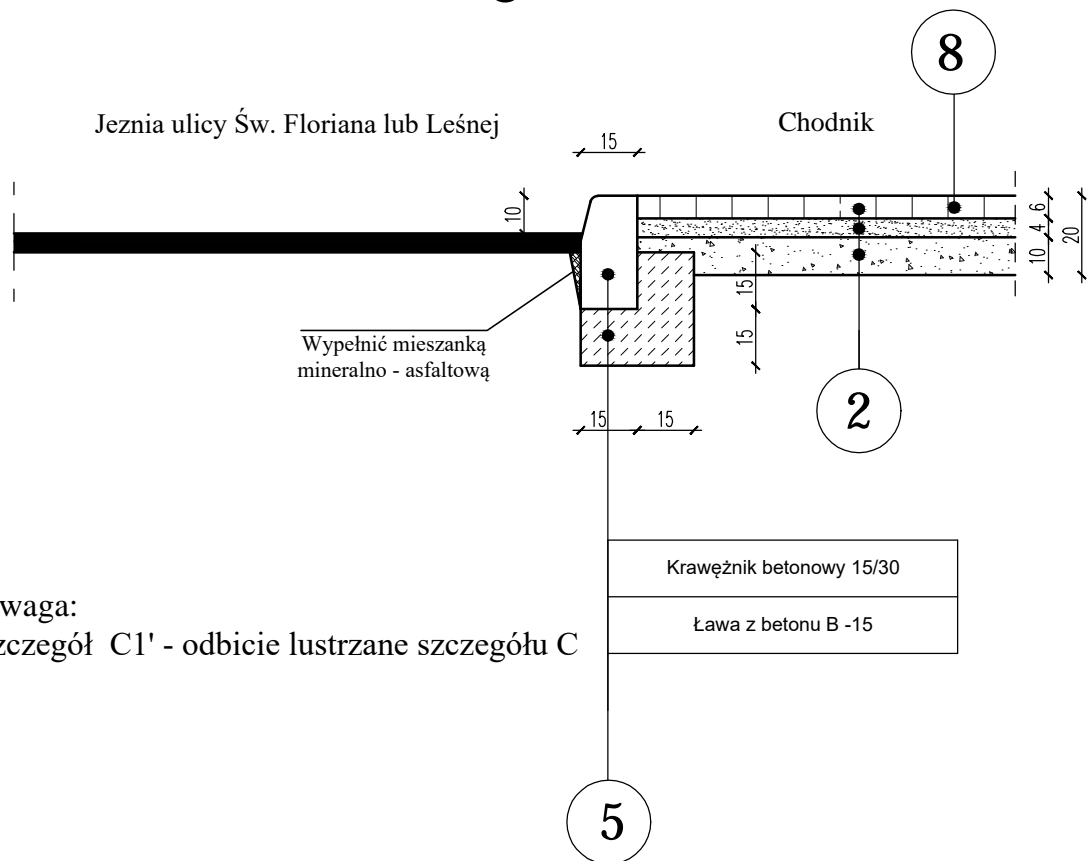 8
Jeznia ulicy Św. Floriana lub Leśnej
Chodnik
15
10
6
4
10
20
15
15
Wypełnić mieszanką
mineralno - asfaltową
2
15
15
Krawężnik betonowy 15/30
Ława z betonu B -15
waga:
zczegół C1' - odbicie lustrzane szczegółu C
5